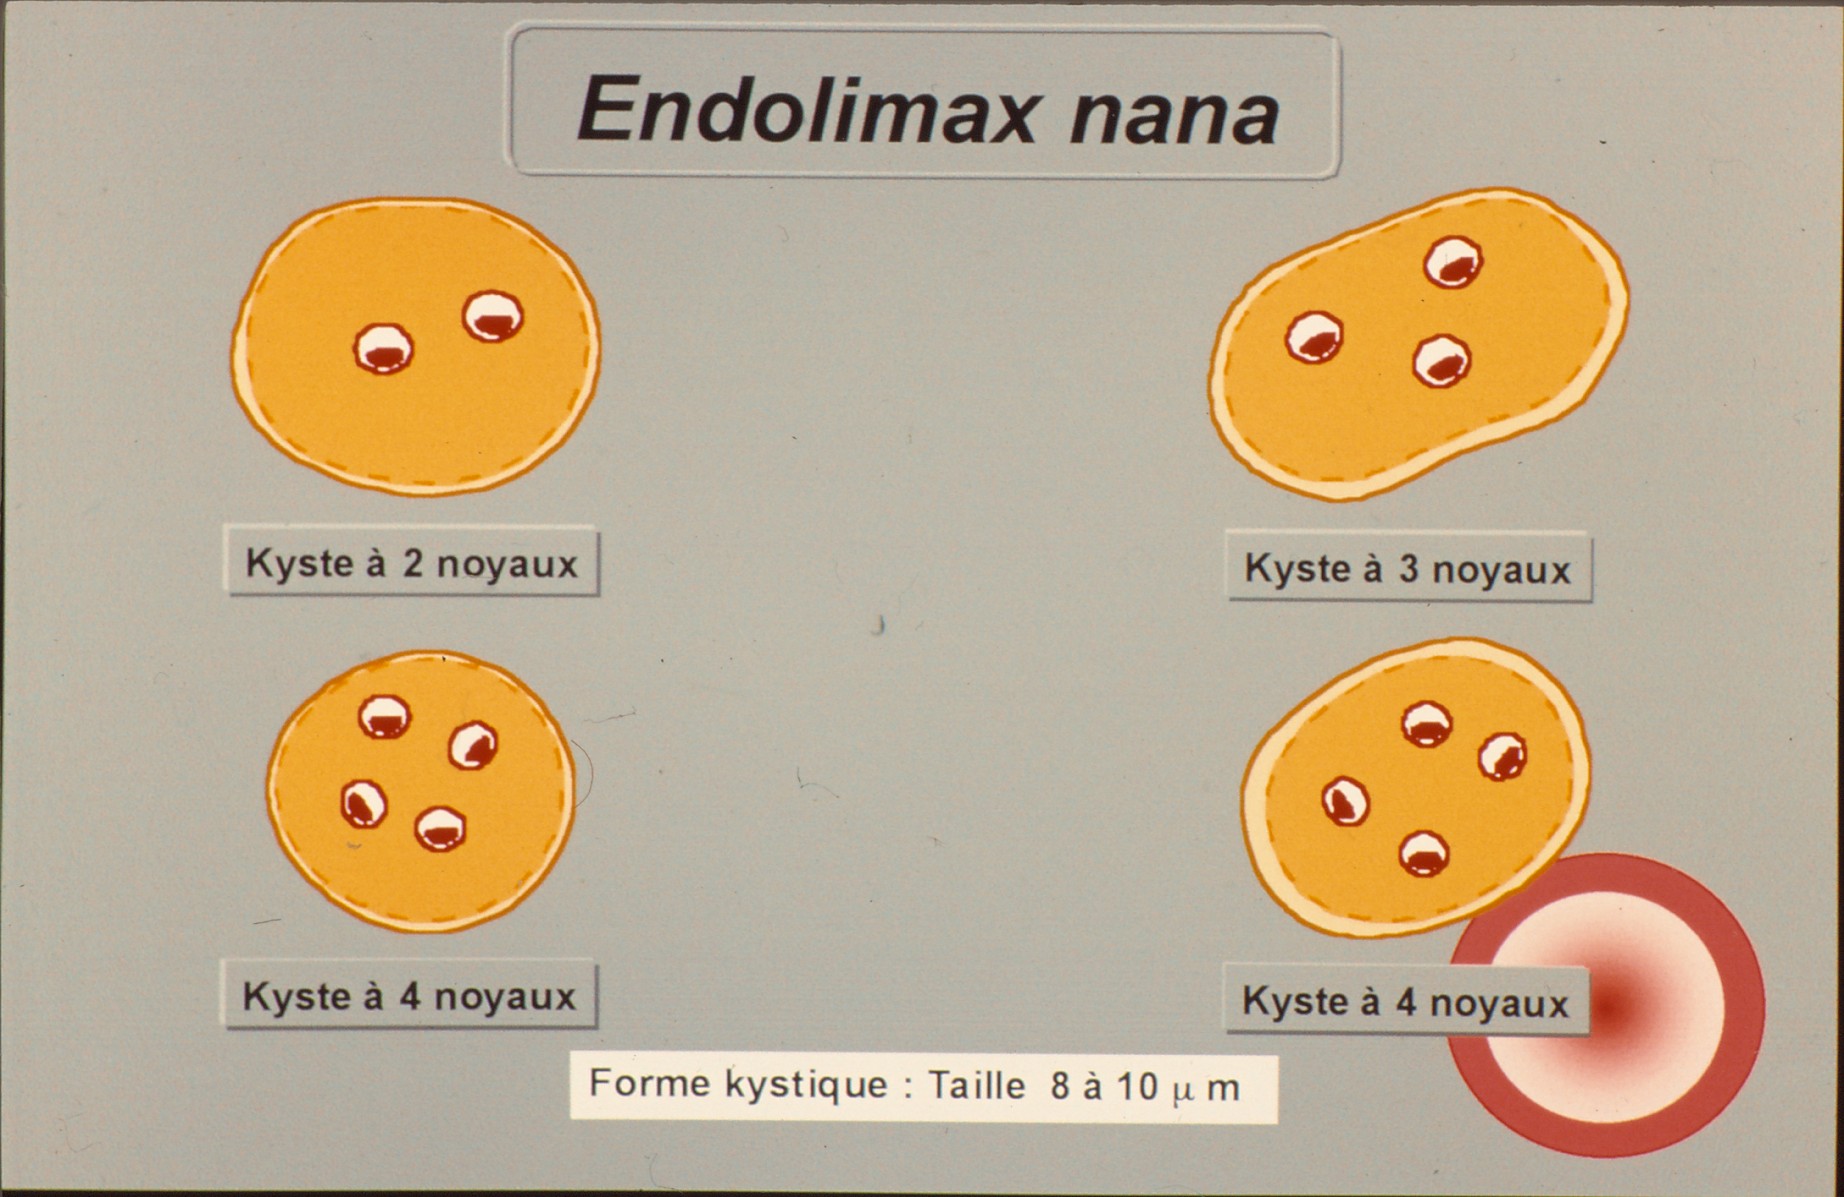 Endolimax nana
Kyste à 2 noyaux
Kyste à 3 noyaux
Kyste à 4 noyaux
Kyste à 4 noyaux
Forme kystique : Taille 8 à 10 μ m